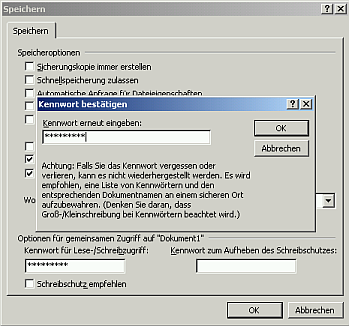 Speichern
Speichern
Speicheroptionen
Sicherungskopie immer erstellen
Schnellspeicherung zulassen
Automatische Anfrage für Dateieigenschaften
Kennwort bestätigen
Kennwort erneut eingeben:
*********
OK
Abbrechen
Achtung: Falls Sie das Kennwort vergessen oder
verlieren, kann es nicht wiederhergestellt werden. Es wird
empfohlen, eine Liste von Kennwörtern und den
entsprechenden Dokumentnamen an einem sicheren Ort
aufzubewahren. (Denken Sie daran, dass
Groß-/Kleinschreibung bei Kennwörtern beachtet wird.)
Wo
Optionen für gemeinsamen Zugriff auf "Dokument1"
Kennwort für Lese-/Schreibzugriff: Kennwort zum Aufheben des Schreibschutzes:
*********
Schreibschutz empfehlen
OK Abbrechen